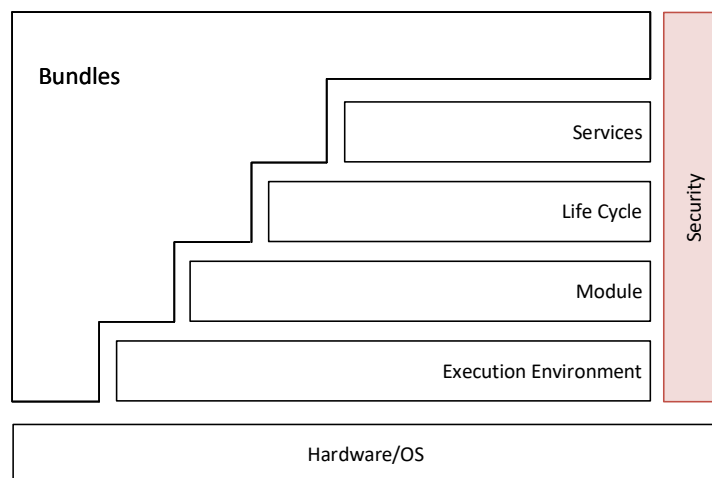 Bundles
Services
Life Cycle
Module
Execution Environment
Security
Hardware/OS